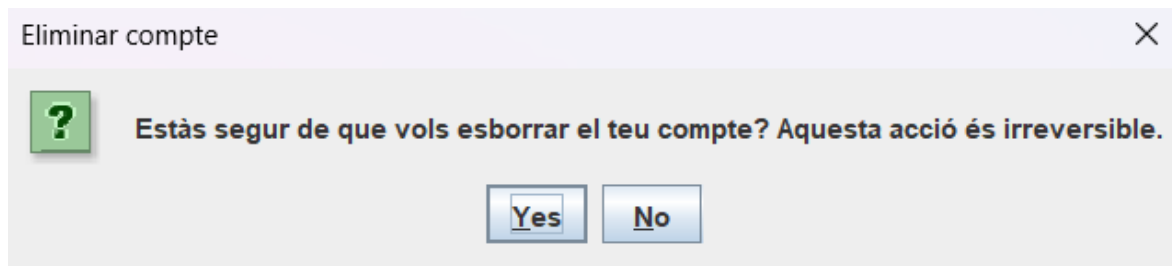 Eliminar compte
Estàs segur de que vols esborrar el teu compte? Aquesta acció és irreversible.
Yes No